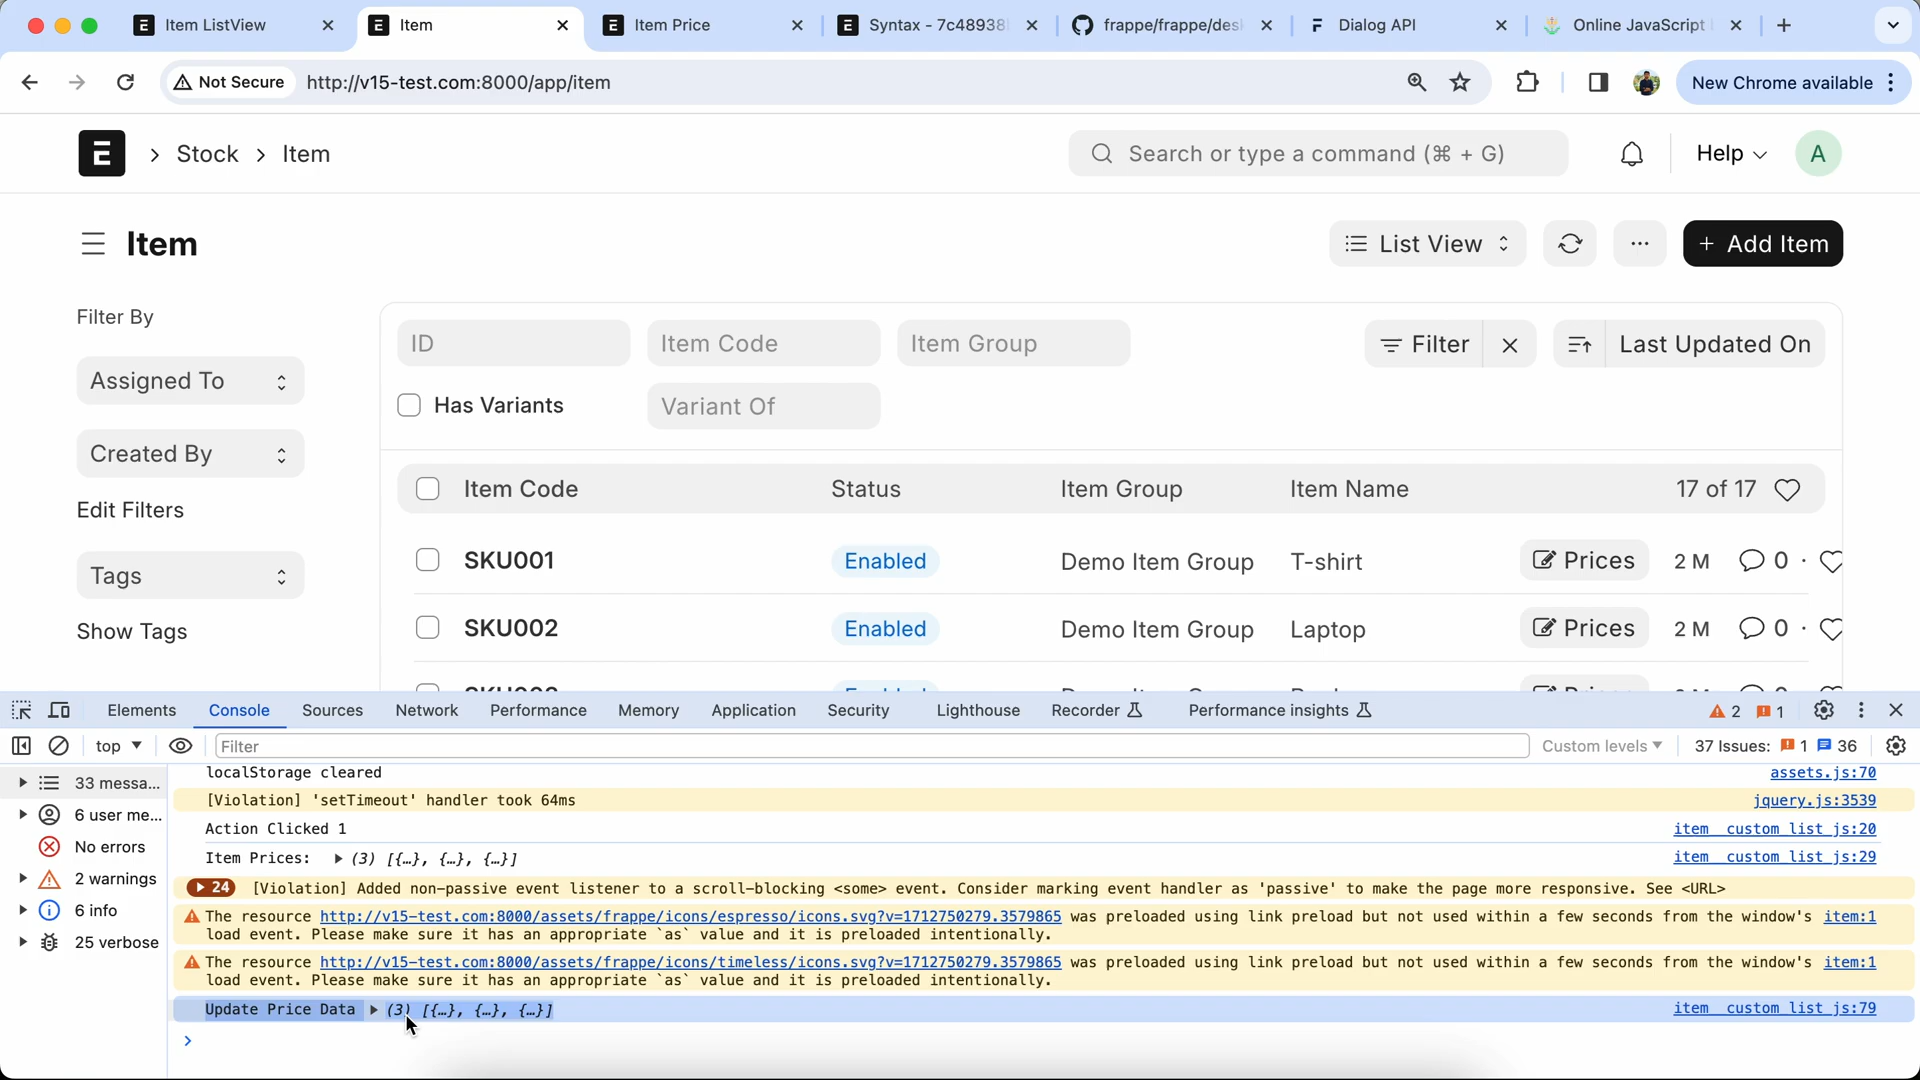 Item ListView
Item
Item Price
Syntax - 7c48938
frappe/frappe/des
Dialog API
Online JavaScript
Not Secure
http://v15-test.com:8000/app/item
New Chrome available
E > Stock > Item
Search or type a command (⌘ + G)
Help
A
Item
List View
...
+ Add Item
Filter By
Assigned To
Created By
Edit Filters
Tags
Show Tags
ID
Item Code
Item Group
Filter
Last Updated On
Has Variants
Variant Of
Item Code Status Item Group Item Name 17 of 17
SKU001 Enabled Demo Item Group T-shirt Prices 2 M 0 ·
SKU002 Enabled Demo Item Group Laptop Prices 2 M 0 ·
Elements Console Sources Network Performance Memory Application Security Lighthouse Recorder Performance insights 2 1
top Filter Custom levels 37 Issues: 1 36
33 messa...
6 user me...
No errors
2 warnings
6 info
25 verbose
localStorage cleared assets.js:70
[Violation] 'setTimeout' handler took 64ms jquery.js:3539
Action Clicked 1 item__custom_list_js:20
Item Prices: (3) [{…}, {…}, {…}] item__custom_list_js:29
24 [Violation] Added non-passive event listener to a scroll-blocking <some> event. Consider marking event handler as 'passive' to make the page more responsive. See <URL>
The resource http://v15-test.com:8000/assets/frappe/icons/espresso/icons.svg?v=1712750279.3579865 was preloaded using link preload but not used within a few seconds from the window's item:1
load event. Please make sure it has an appropriate `as` value and it is preloaded intentionally.
The resource http://v15-test.com:8000/assets/frappe/icons/timeless/icons.svg?v=1712750279.3579865 was preloaded using link preload but not used within a few seconds from the window's item:1
load event. Please make sure it has an appropriate `as` value and it is preloaded intentionally.
Update Price Data (3) [{…}, {…}, {…}] item__custom_list_js:79